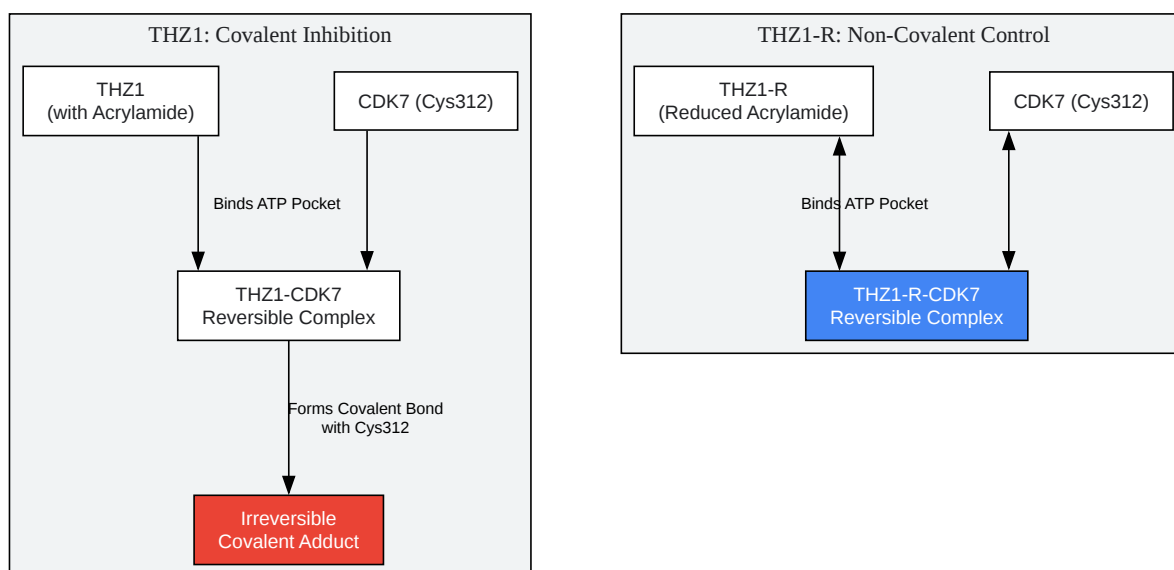 THZ1: Covalent Inhibition
THZ1
(with Acrylamide)
CDK7 (Cys312)
Binds ATP Pocket
THZ1-CDK7
Reversible Complex
Forms Covalent Bond
with Cys312
Irreversible
Covalent Adduct
THZ1-R: Non-Covalent Control
THZ1-R
(Reduced Acrylamide)
CDK7 (Cys312)
Binds ATP Pocket
THZ1-R-CDK7
Reversible Complex